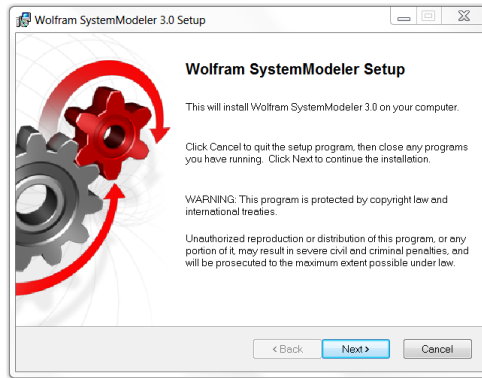 Wolfram SystemModeler 3.0 Setup
Wolfram SystemModeler Setup
This will install Wolfram SystemModeler 3.0 on your computer.
Click Cancel to quit the setup program, then close any programs
you have running. Click Next to continue the installation.
WARNING: This program is protected by copyright law and
international treaties.
Unauthorized reproduction or distribution of this program, or any
portion of it, may result in severe civil and criminal penalties, and
will be prosecuted to the maximum extent possible under law.
< Back Next > Cancel